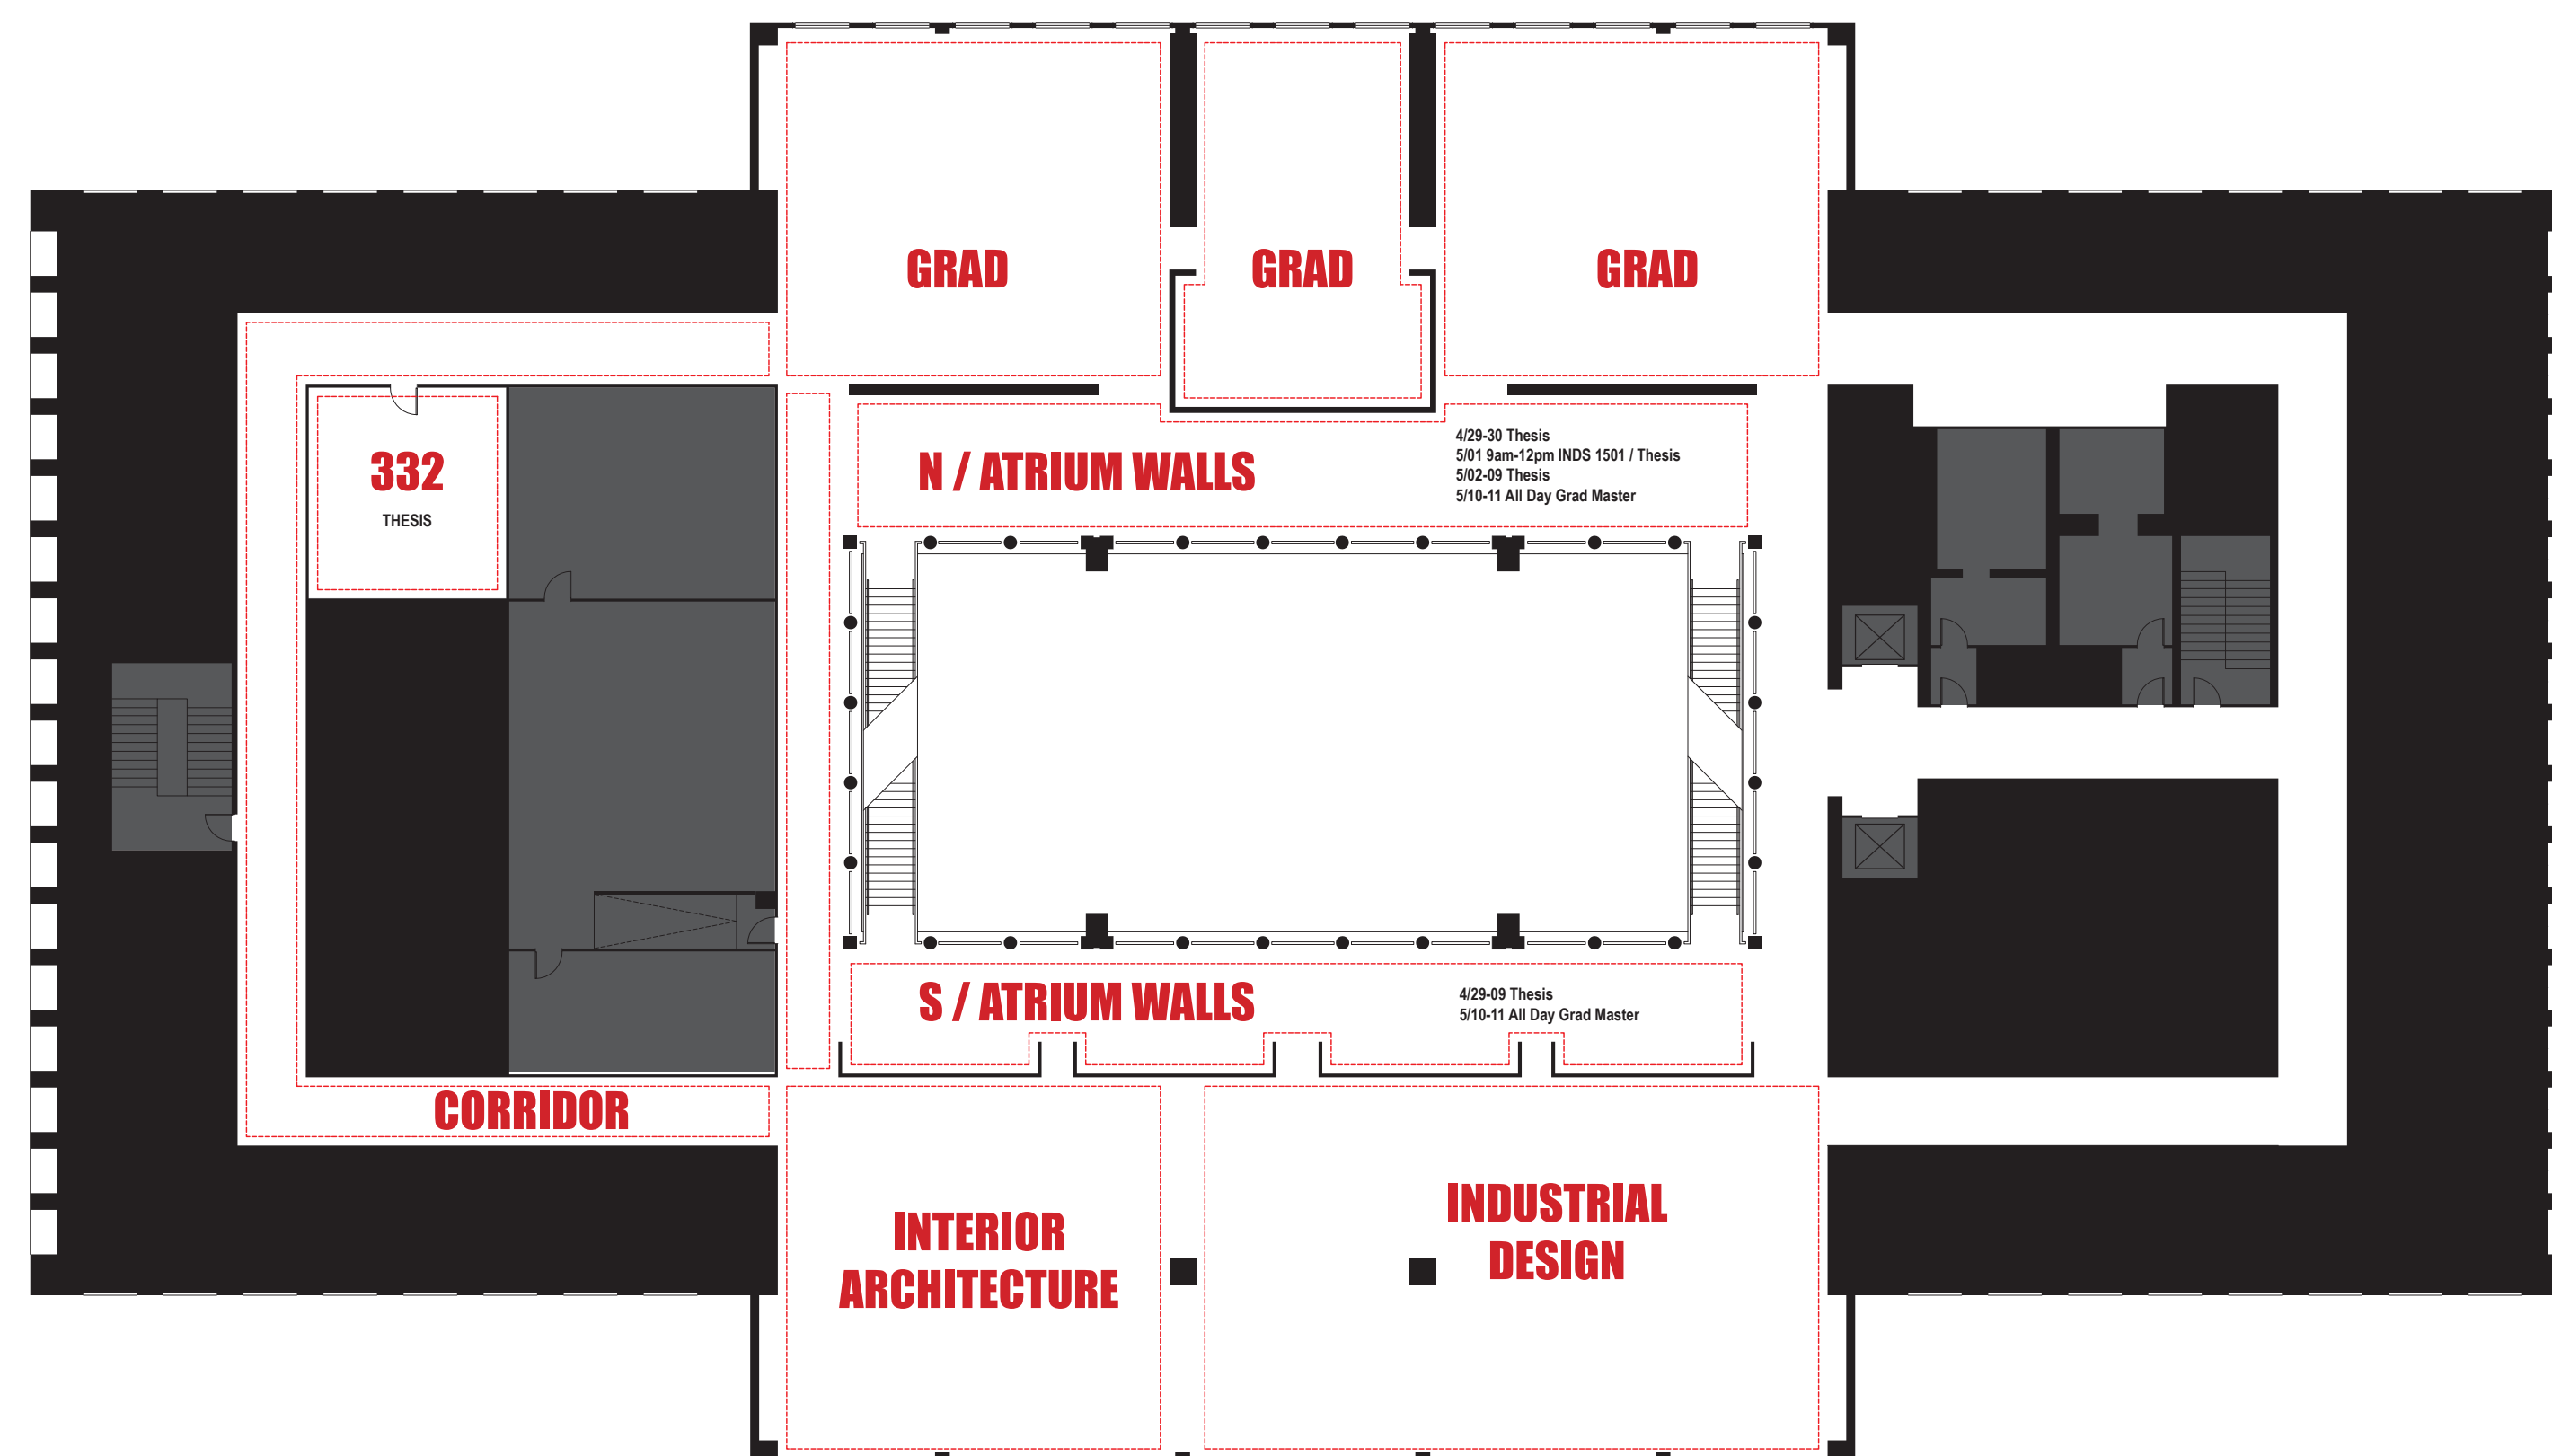 GRAD
GRAD
GRAD
332
THESIS
N / ATRIUM WALLS
4/29-30 Thesis
5/01 9am-12pm INDS 1501 / Thesis
5/02-09 Thesis
5/10-11 All Day Grad Master
S / ATRIUM WALLS
4/29-09 Thesis
5/10-11 All Day Grad Master
CORRIDOR
INTERIOR
ARCHITECTURE
INDUSTRIAL
DESIGN